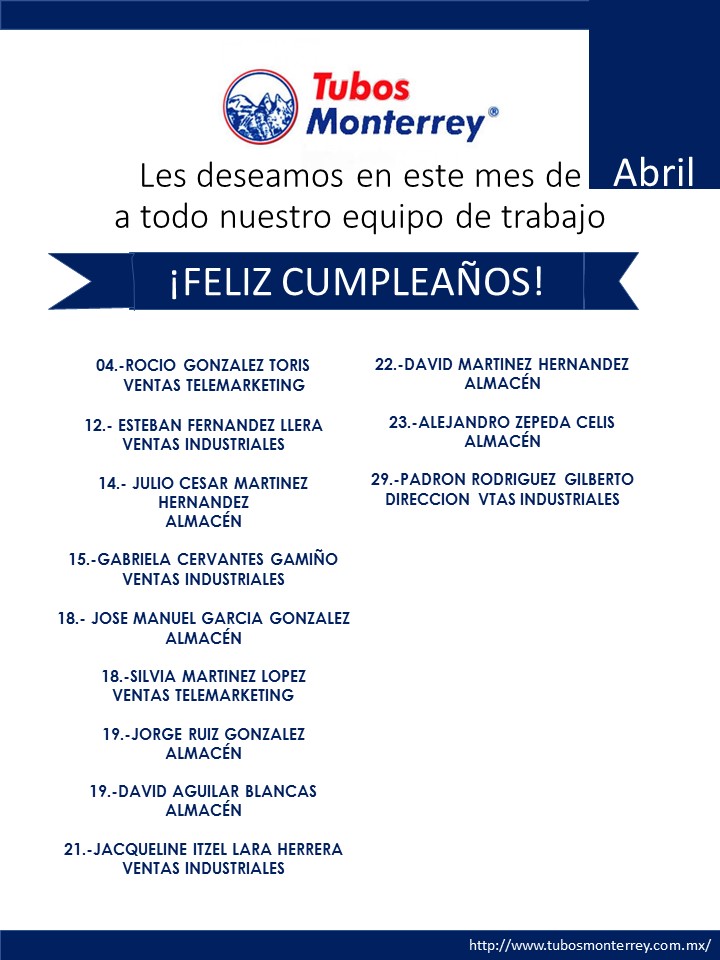 Tubos
Monterrey®
Les deseamos en este mes de Abril
a todo nuestro equipo de trabajo
¡FELIZ CUMPLEAÑOS!
04.-ROCIO GONZALEZ TORIS
VENTAS TELEMARKETING
12.- ESTEBAN FERNANDEZ LLERA
VENTAS INDUSTRIALES
14.- JULIO CESAR MARTINEZ
HERNANDEZ
ALMACÉN
15.-GABRIELA CERVANTES GAMIÑO
VENTAS INDUSTRIALES
18.- JOSE MANUEL GARCIA GONZALEZ
ALMACÉN
18.-SILVIA MARTINEZ LOPEZ
VENTAS TELEMARKETING
19.-JORGE RUIZ GONZALEZ
ALMACÉN
19.-DAVID AGUILAR BLANCAS
ALMACÉN
21.-JACQUELINE ITZEL LARA HERRERA
VENTAS INDUSTRIALES
22.-DAVID MARTINEZ HERNANDEZ
ALMACÉN
23.-ALEJANDRO ZEPEDA CELIS
ALMACÉN
29.-PADRON RODRIGUEZ GILBERTO
DIRECCION VTAS INDUSTRIALES
http://www.tubosmonterrey.com.mx/